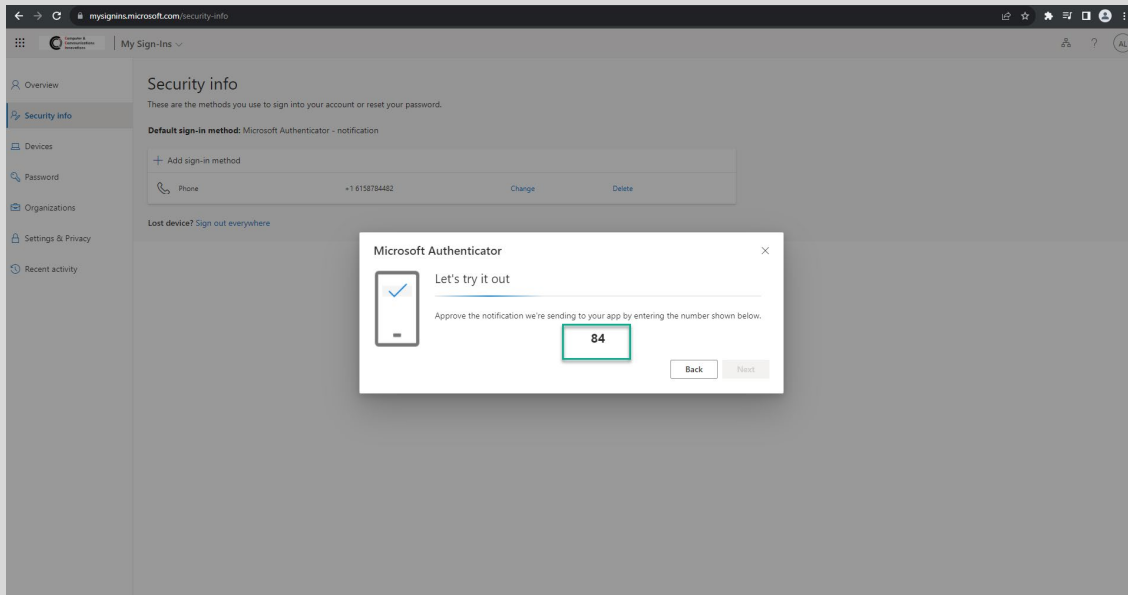 mysignins.microsoft.com/security-info
Computer &
Communications
Innovations
My Sign-Ins
?
AL
Overview
Security info
Devices
Password
Organizations
Settings & Privacy
Recent activity
Security info
These are the methods you use to sign into your account or reset your password.
Default sign-in method: Microsoft Authenticator - notification
+ Add sign-in method
Phone +1 6158784482 Change Delete
Lost device? Sign out everywhere
Microsoft Authenticator
Let's try it out
Approve the notification we're sending to your app by entering the number shown below.
84
Back Next